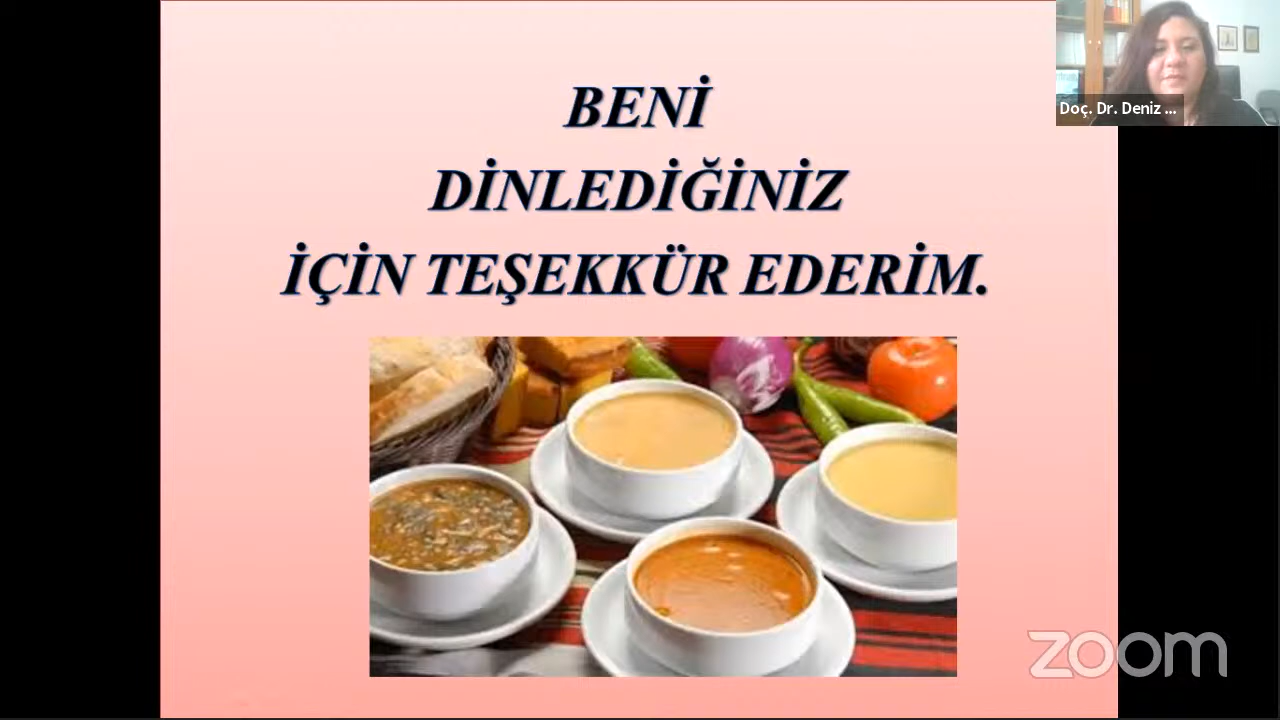 BENİ
DİNLEDİĞİNİZ
İÇİN TEŞEKKÜR EDERİM.
Doç. Dr. Deniz ...
zoom